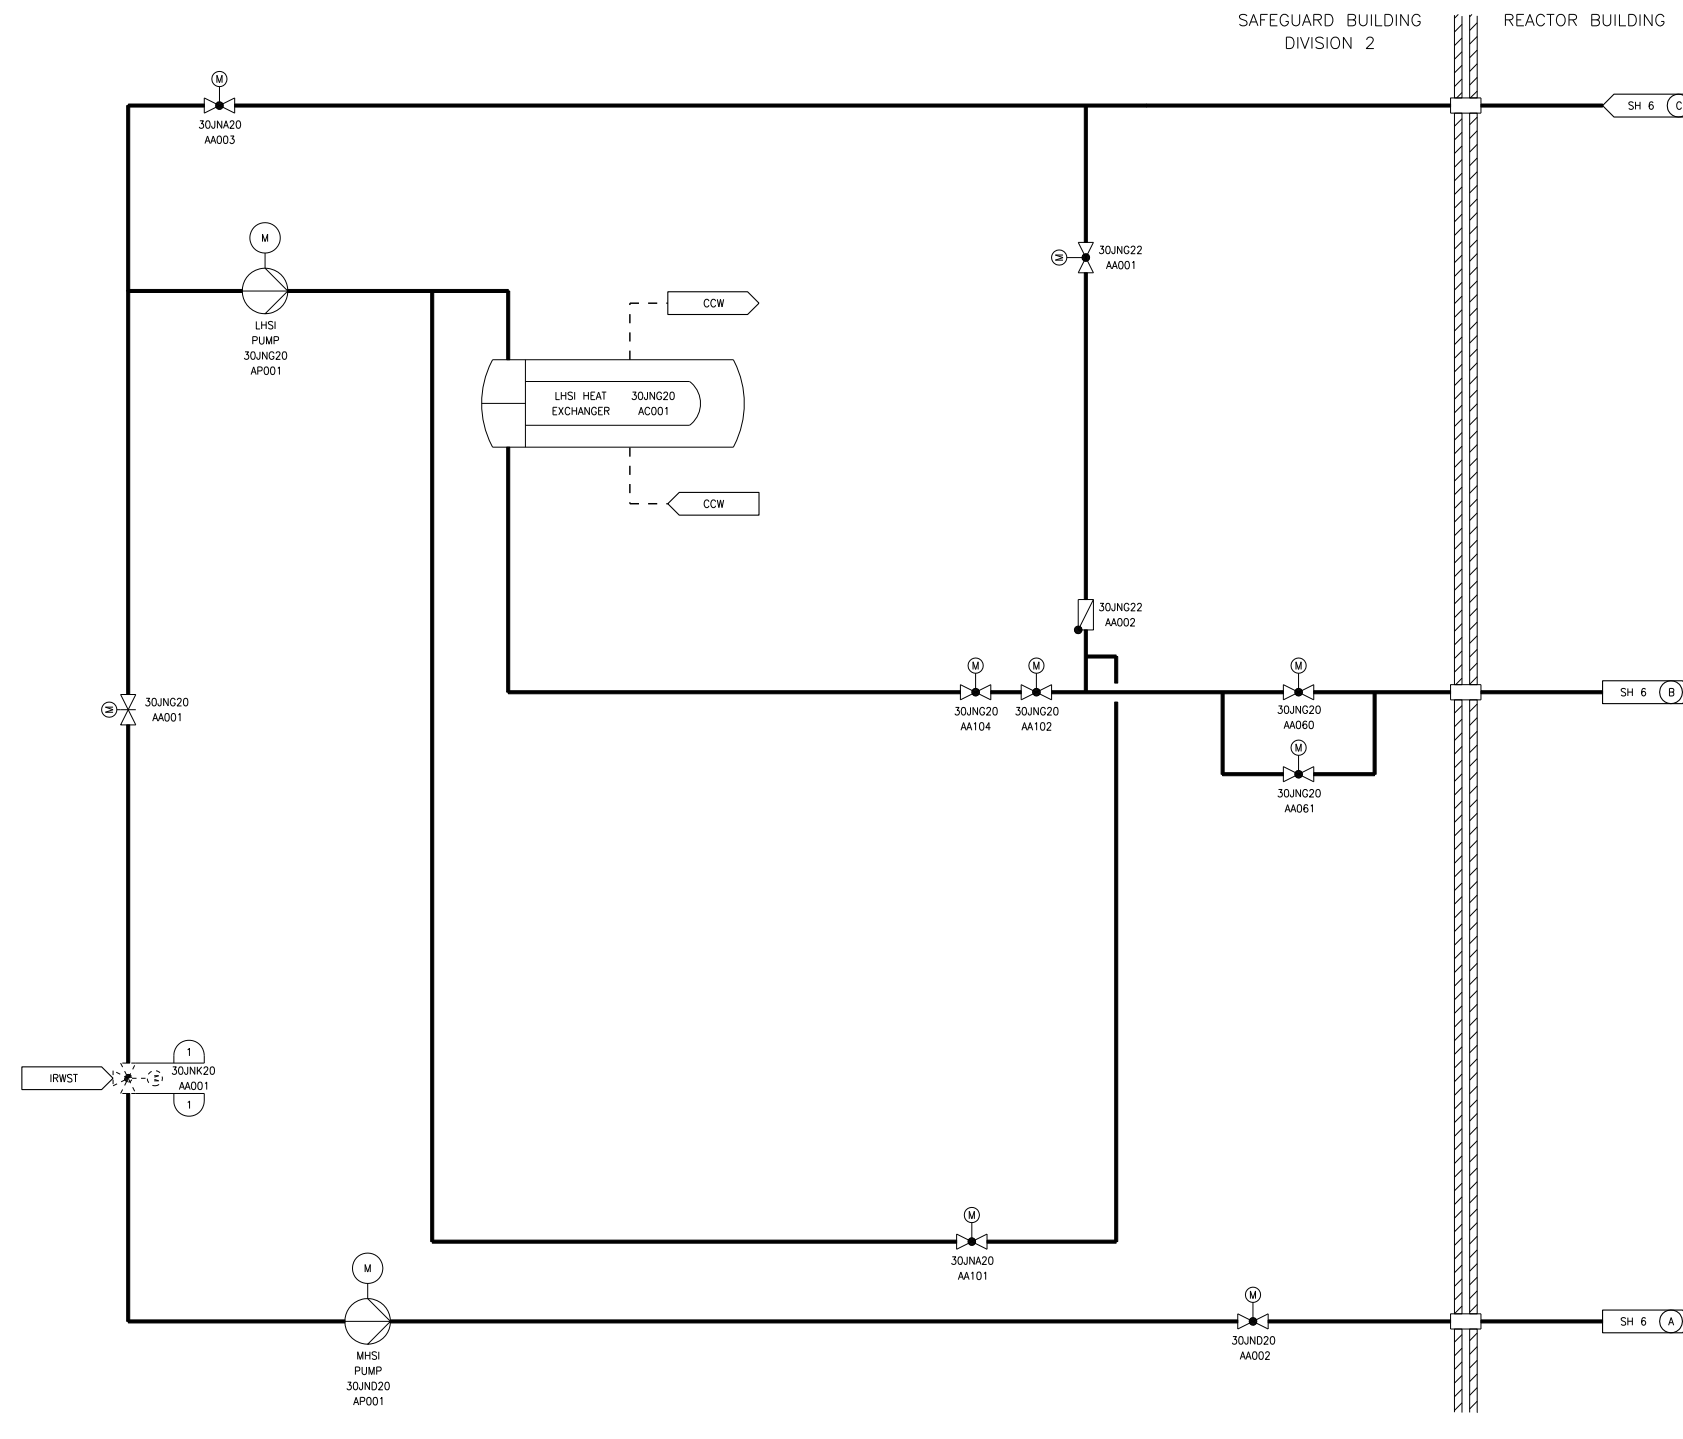 SAFEGUARD BUILDING
DIVISION 2
REACTOR BUILDING
M
30JNA20
AA003
SH 6 C
M
LHSI
PUMP
30JNG20
AP001
M
30JNG22
AA001
CCW
LHSI HEAT
EXCHANGER
30JNG20
AC001
CCW
30JNG22
AA002
M
30JNG20
AA104
M
30JNG20
AA102
M
30JNG20
AA060
SH 6 B
M
30JNG20
AA001
M
30JNG20
AA061
IRWST
1
M
30JNK20
AA001
1
M
30JNA20
AA101
M
MHSI
PUMP
30JND20
AP001
M
30JND20
AA002
SH 6 A